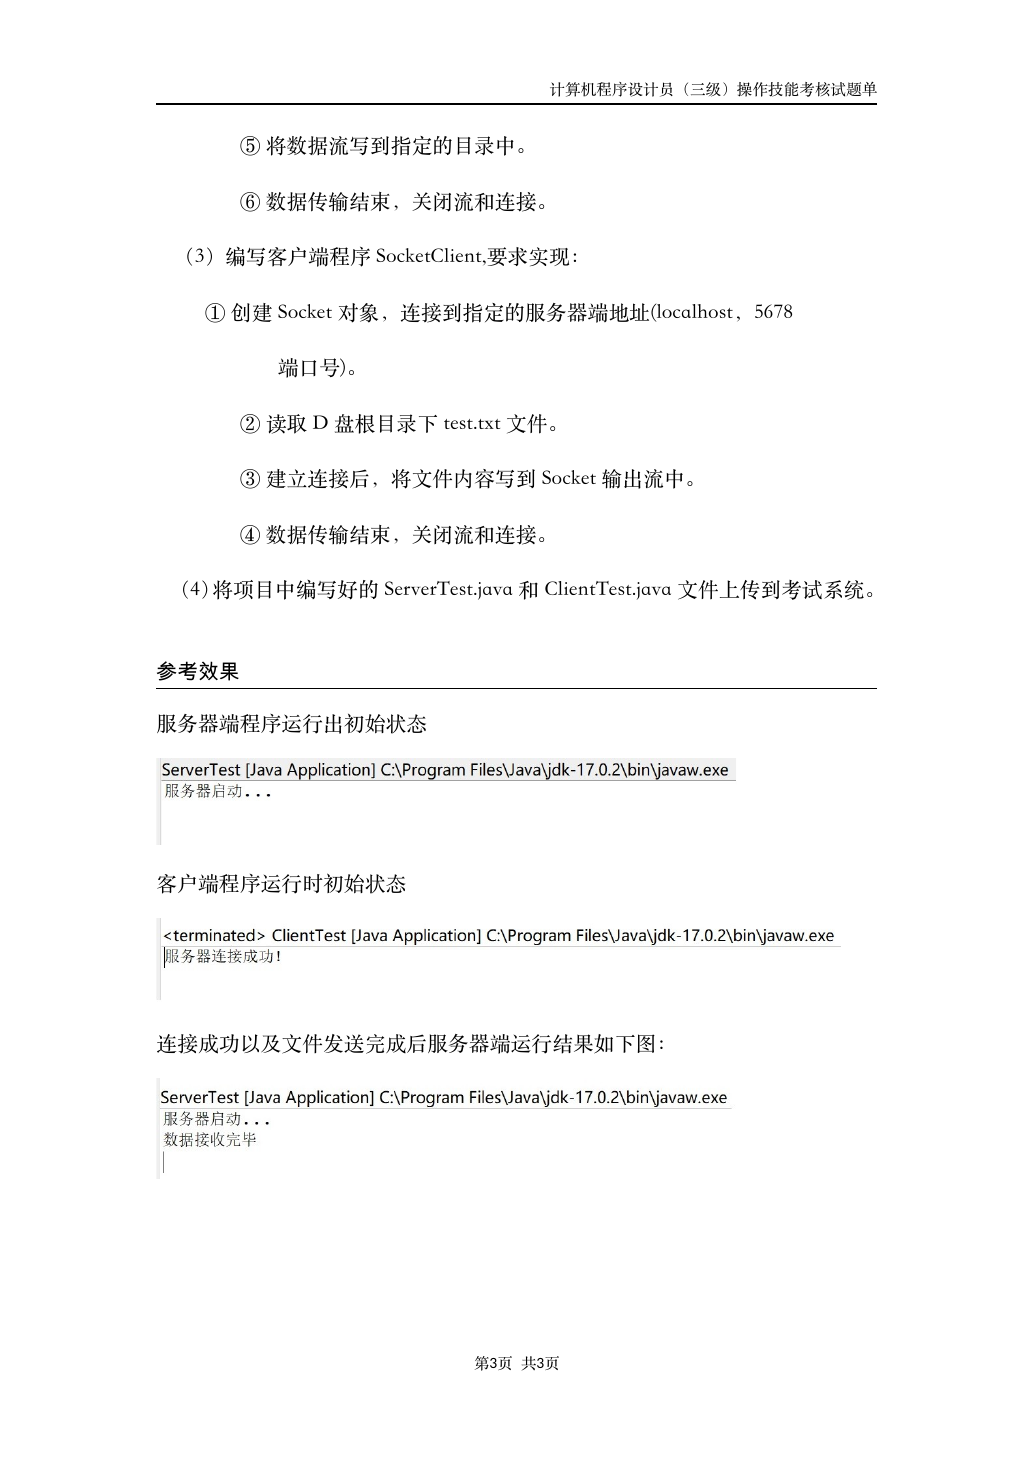 计算机程序设计员（三级）操作技能考核试题单
⑤ 将数据流写到指定的目录中。
⑥ 数据传输结束，关闭流和连接。
（3）编写客户端程序 SocketClient,要求实现：
① 创建 Socket 对象，连接到指定的服务器端地址(localhost，5678
端口号)。
② 读取 D 盘根目录下 test.txt 文件。
③ 建立连接后，将文件内容写到 Socket 输出流中。
④ 数据传输结束，关闭流和连接。
（4）将项目中编写好的 ServerTest.java 和 ClientTest.java 文件上传到考试系统。
参考效果
服务器端程序运行出初始状态
ServerTest [Java Application] C:\Program Files\Java\jdk-17.0.2\bin\javaw.exe
服务器启动...
客户端程序运行时初始状态
<terminated> ClientTest [Java Application] C:\Program Files\Java\jdk-17.0.2\bin\javaw.exe
服务器连接成功!
连接成功以及文件发送完成后服务器端运行结果如下图：
ServerTest [Java Application] C:\Program Files\Java\jdk-17.0.2\bin\javaw.exe
服务器启动...
数据接收完毕
第3页 共3页